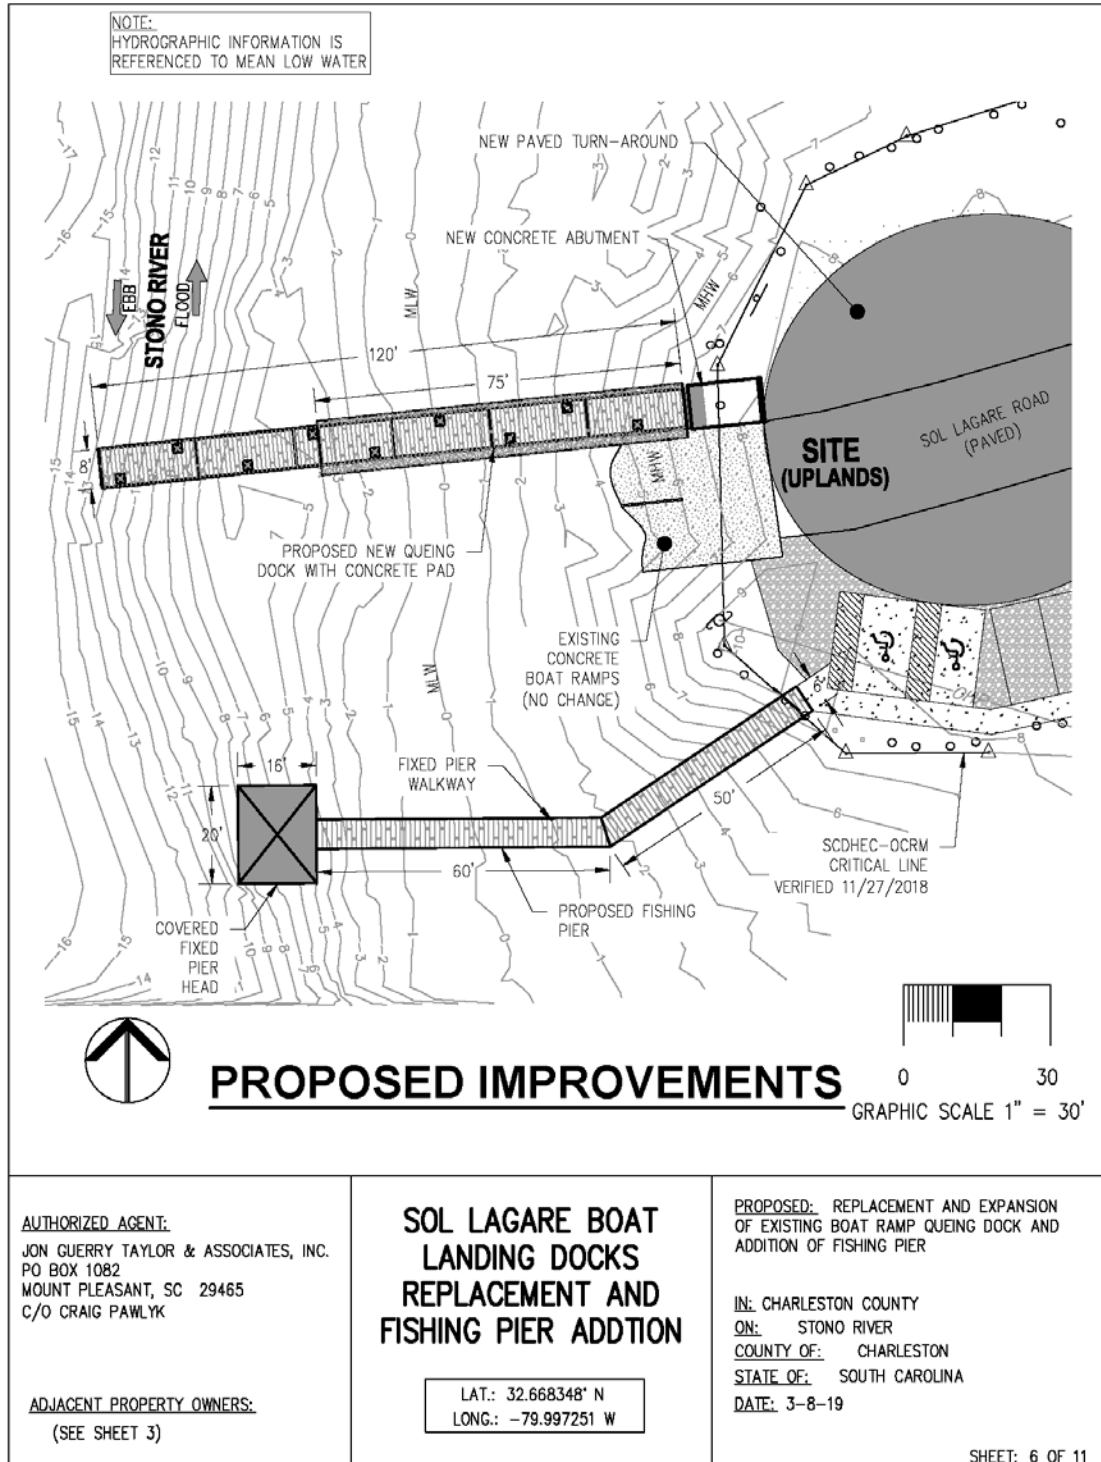 NOTE:
HYDROGRAPHIC INFORMATION IS
REFERENCED TO MEAN LOW WATER
NEW PAVED TURN-AROUND
NEW CONCRETE ABUTMENT
EBB
STONO RIVER
FLOOD
MLW
MHW
120'
75'
8'
SOL LAGARE ROAD
(PAVED)
SITE
(UPLANDS)
MHW
PROPOSED NEW QUEING
DOCK WITH CONCRETE PAD
EXISTING
CONCRETE
BOAT RAMPS
(NO CHANGE)
MLW
6'
16'
FIXED PIER
WALKWAY
50'
20'
60'
SCDHEC-OCRM
CRITICAL LINE
VERIFIED 11/27/2018
PROPOSED FISHING
PIER
COVERED
FIXED
PIER
HEAD
PROPOSED IMPROVEMENTS
0 30
GRAPHIC SCALE 1" = 30'
AUTHORIZED AGENT:
JON GUERRY TAYLOR & ASSOCIATES, INC.
PO BOX 1082
MOUNT PLEASANT, SC 29465
C/O CRAIG PAWLYK
ADJACENT PROPERTY OWNERS:
(SEE SHEET 3)
SOL LAGARE BOAT
LANDING DOCKS
REPLACEMENT AND
FISHING PIER ADDTION
LAT.: 32.668348° N
LONG.: -79.997251 W
PROPOSED: REPLACEMENT AND EXPANSION
OF EXISTING BOAT RAMP QUEING DOCK AND
ADDITION OF FISHING PIER
IN: CHARLESTON COUNTY
ON: STONO RIVER
COUNTY OF: CHARLESTON
STATE OF: SOUTH CAROLINA
DATE: 3-8-19
SHEET: 6 OF 11